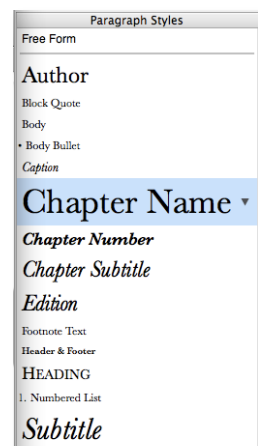 Paragraph Styles
Free Form
Author
Block Quote
Body
• Body Bullet
Caption
Chapter Name
Chapter Number
Chapter Subtitle
Edition
Footnote Text
Header & Footer
HEADING
1. Numbered List
Subtitle